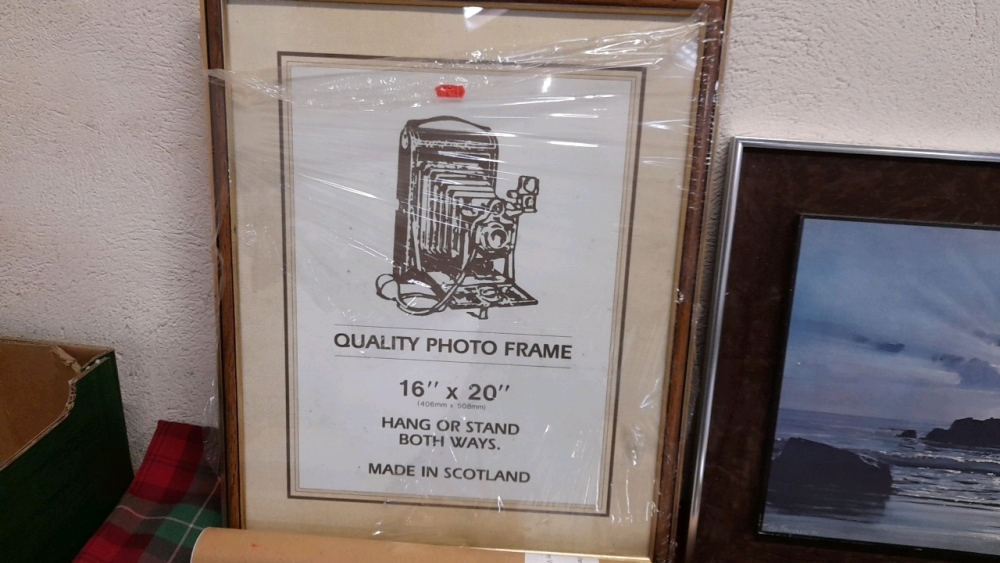 QUALITY PHOTO FRAME
16" x 20"
(406mm x 508mm)
HANG OR STAND
BOTH WAYS.
MADE IN SCOTLAND